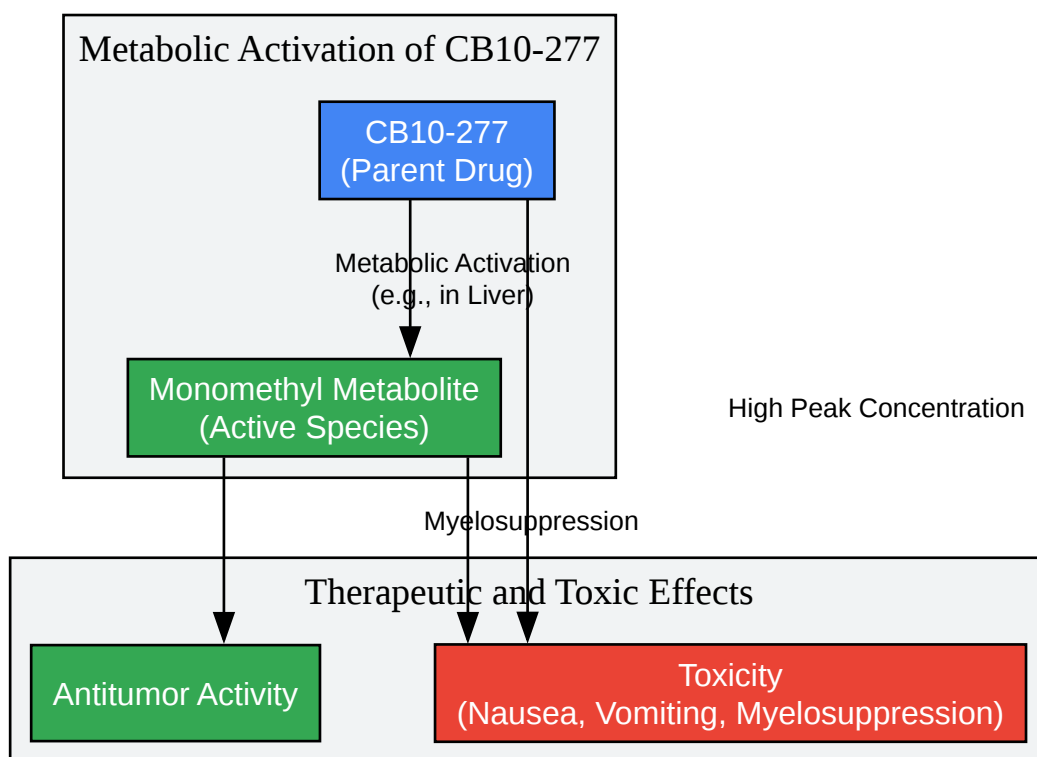 Metabolic Activation of CB10-277
CB10-277
(Parent Drug)
Metabolic Activation
(e.g., in Liver)
Monomethyl Metabolite
(Active Species)
High Peak Concentration
Myelosuppression
Therapeutic and Toxic Effects
Antitumor Activity
Toxicity
(Nausea, Vomiting, Myelosuppression)